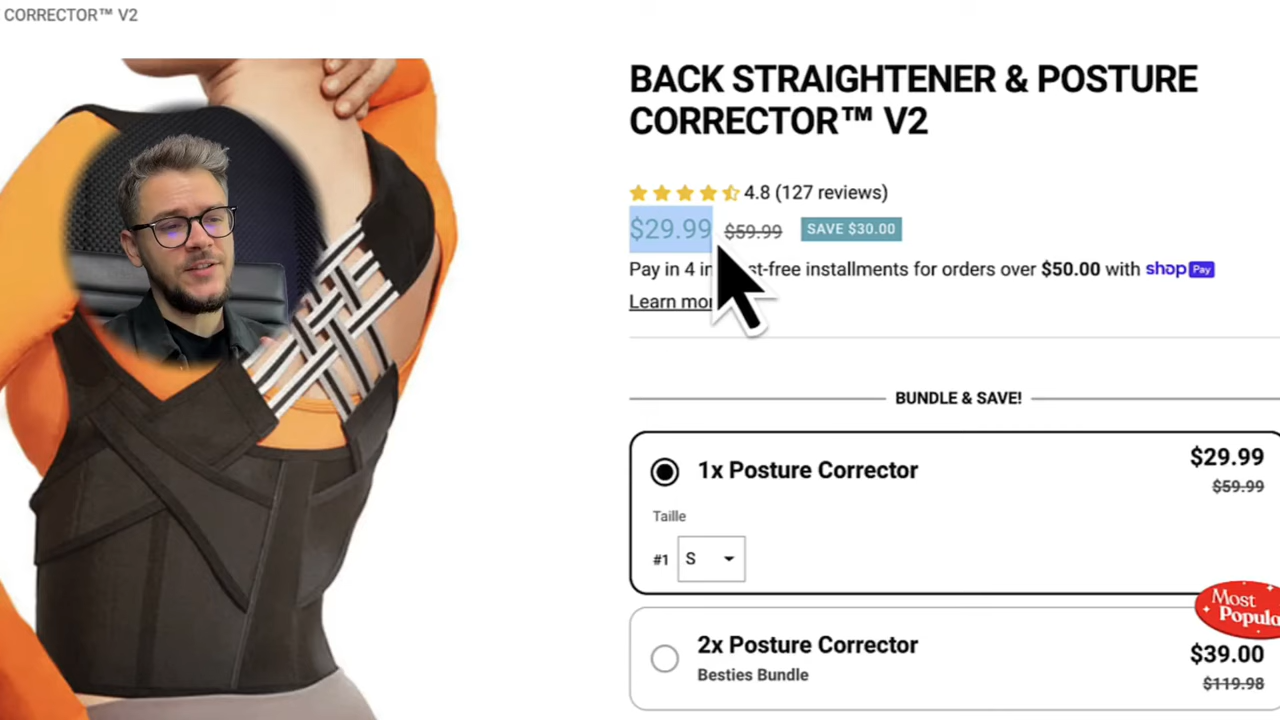 CORRECTOR™ V2
BACK STRAIGHTENER & POSTURE
CORRECTOR™ V2
4.8 (127 reviews)
$29.99 $59.99 SAVE $30.00
Pay in 4 in st-free installments for orders over $50.00 with shop Pay
Learn mor
BUNDLE & SAVE!
1x Posture Corrector $29.99
$59.99
Taille
#1 S
Most
Popula
2x Posture Corrector $39.00
Besties Bundle $119.98